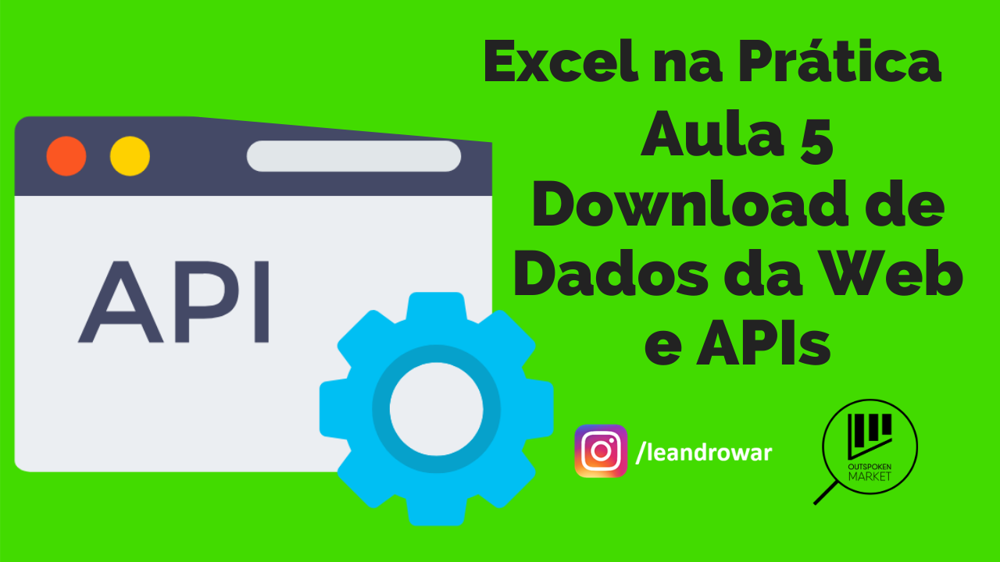 Excel na Prática
Aula 5
Download de
Dados da Web
e APIs
API
/leandrowar
OUTSPOKEN
MARKET